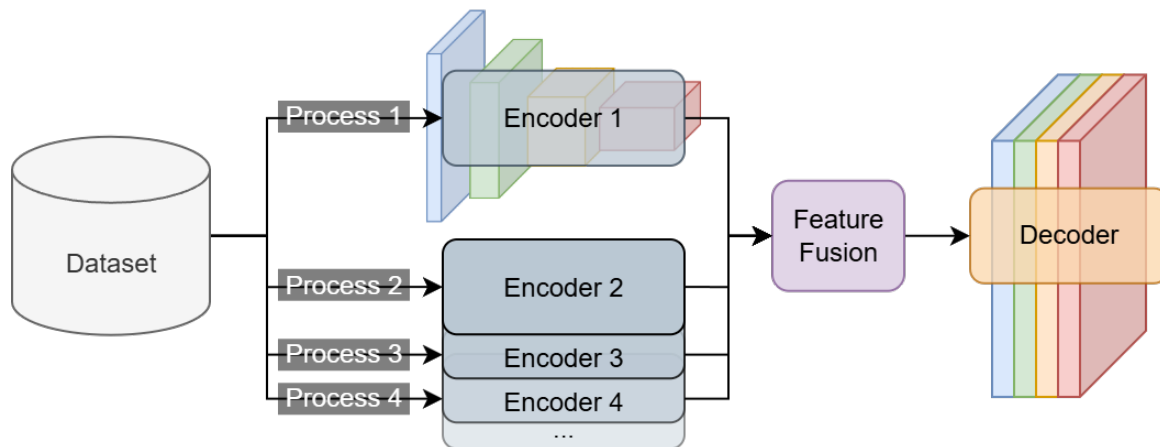 Process 1
Encoder 1
Dataset
Process 2
Encoder 2
Feature
Fusion
Decoder
Process 3
Encoder 3
Process 4
Encoder 4
...